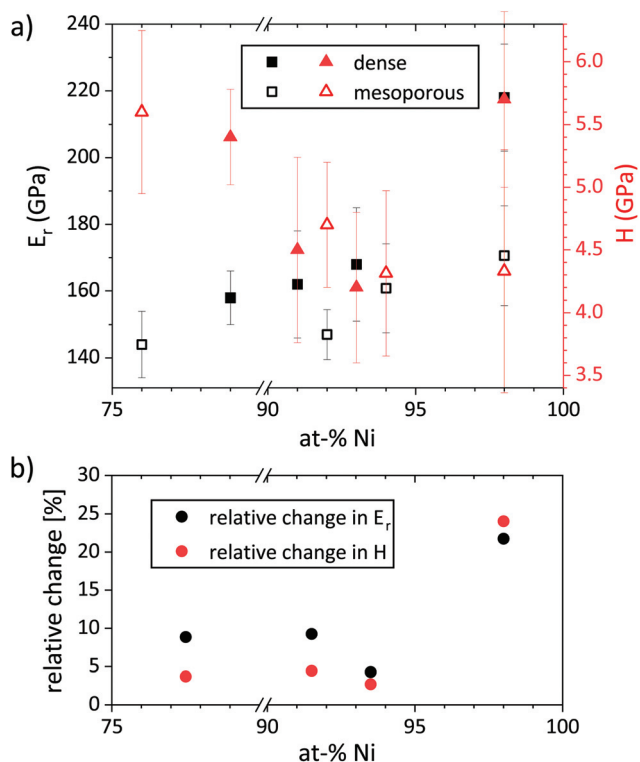 a)
240
220
200
180
160
140
E_r (GPa)
dense
mesoporous
6.0
5.5
5.0
4.5
4.0
3.5
H (GPa)
75
90
95
100
at-% Ni
b)
30
25
20
15
10
5
0
relative change [%]
relative change in E_r
relative change in H
75
90
95
100
at-% Ni